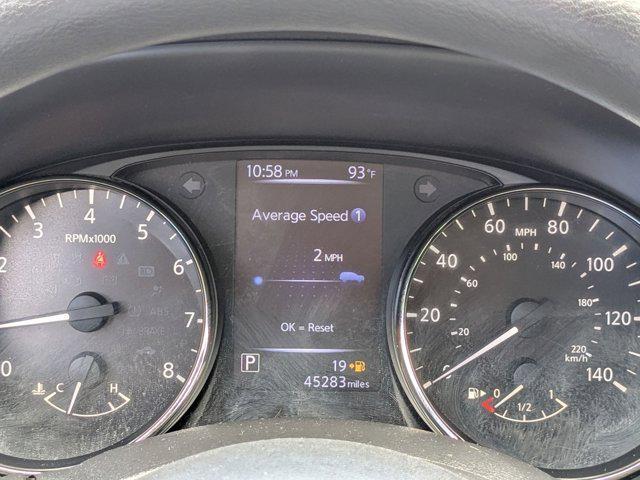 10:58 PM 93°F
Average Speed 1
2 MPH
OK = Reset
P 19
45283 miles
0 2 3 4 5 6 7 8
RPMx1000
ABS
BRAKE
C H
20 40 60 80 100 120 140
MPH
20 60 100 140 180 220
km/h
0 1/2 1